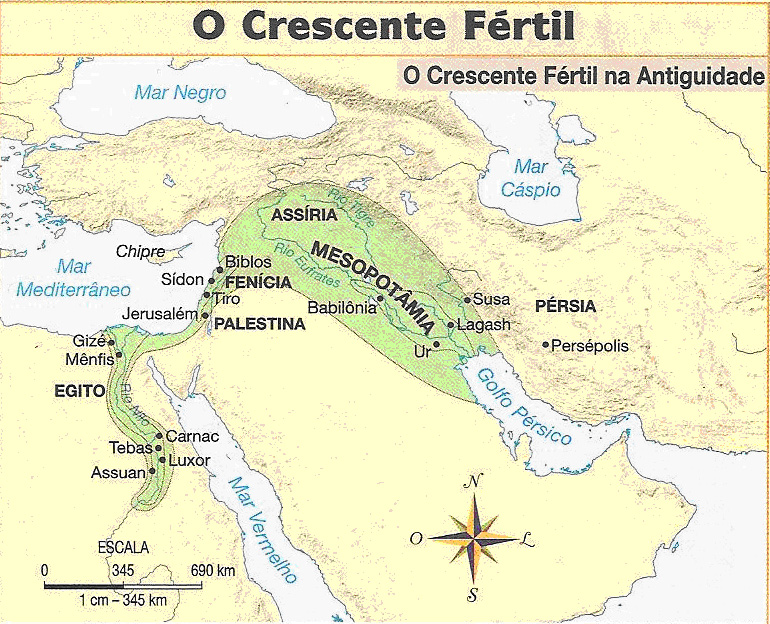 O Crescente Fértil
O Crescente Fértil na Antiguidade
Mar Negro
Mar
Cáspio
ASSÍRIA
Rio Tigre
MESOPOTÂMIA
Rio Eufrates
Chipre
Mar
Mediterrâneo
Biblos
Sídon
FENÍCIA
Tiro
Jerusalém
PALESTINA
Babilônia
Susa
Lagash
Ur
PÉRSIA
Persépolis
Gizé
Mênfis
EGITO
Rio Nilo
Golfo Pérsico
Carnac
Tebas
Luxor
Assuan
Mar Vermelho
N
O
L
S
ESCALA
0 345 690 km
1 cm – 345 km